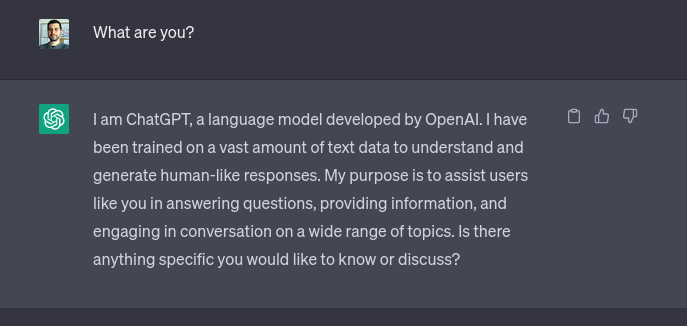 What are you?
I am ChatGPT, a language model developed by OpenAI. I have
been trained on a vast amount of text data to understand and
generate human-like responses. My purpose is to assist users
like you in answering questions, providing information, and
engaging in conversation on a wide range of topics. Is there
anything specific you would like to know or discuss?